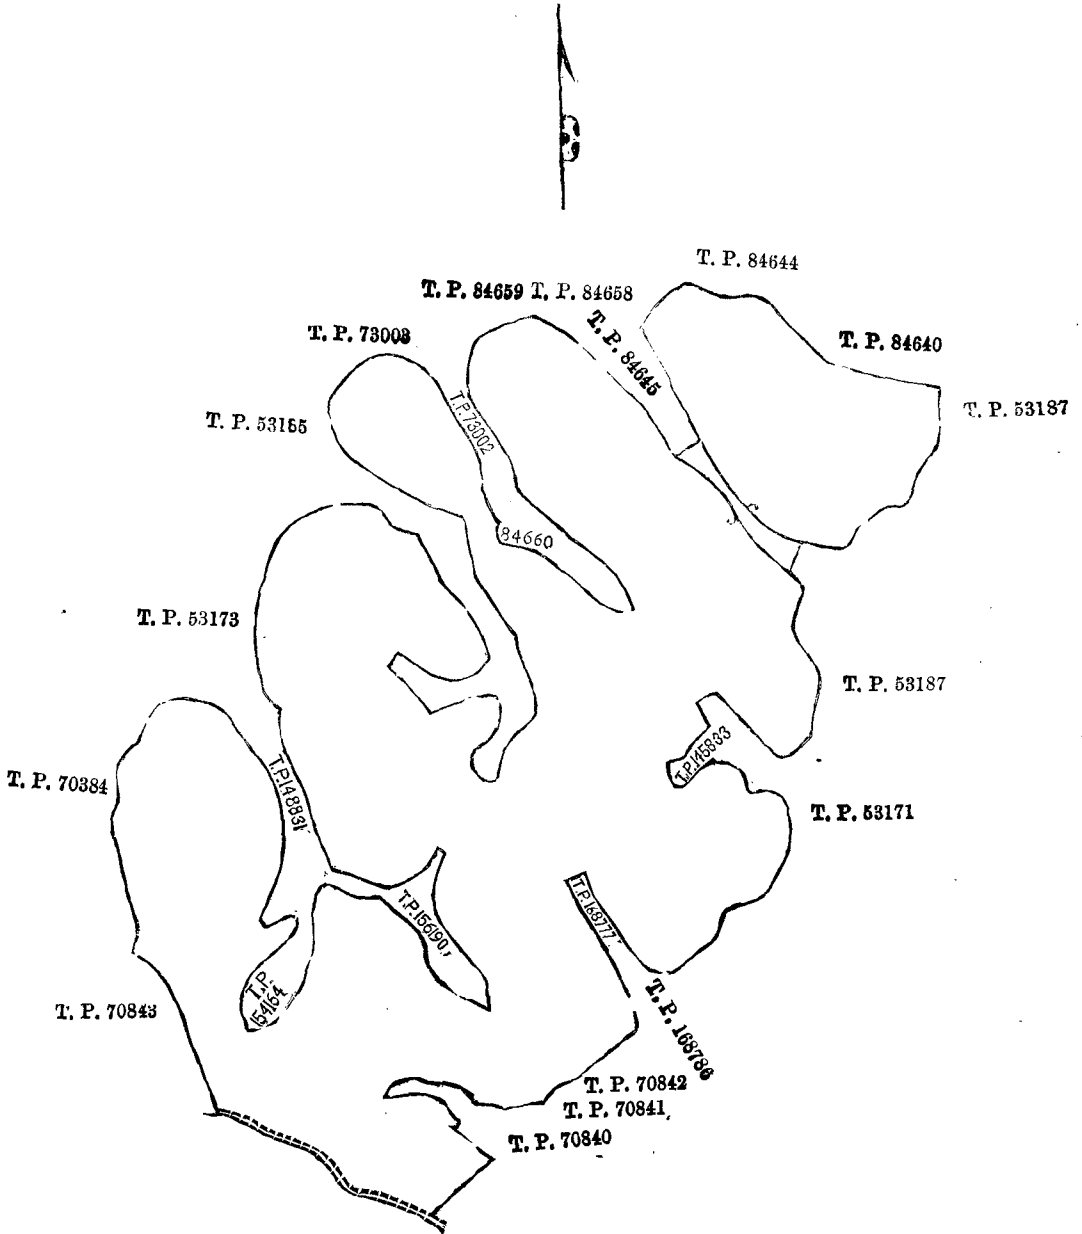 T. P. 84644
T. P. 84659 T. P. 84658
T. P. 84645
T. P. 73003
T. P. 84640
T. P. 73002
T. P. 53187
T. P. 53155
84660
T. P. 53173
T. P. 53187
T.P.145833
T. P. 70384
T.P.148831
T. P. 53171
T.P.156190
T.P.168777
T.P.
154164
T. P. 70843
T. P. 168786
T. P. 70842
T. P. 70841,
T. P. 70840